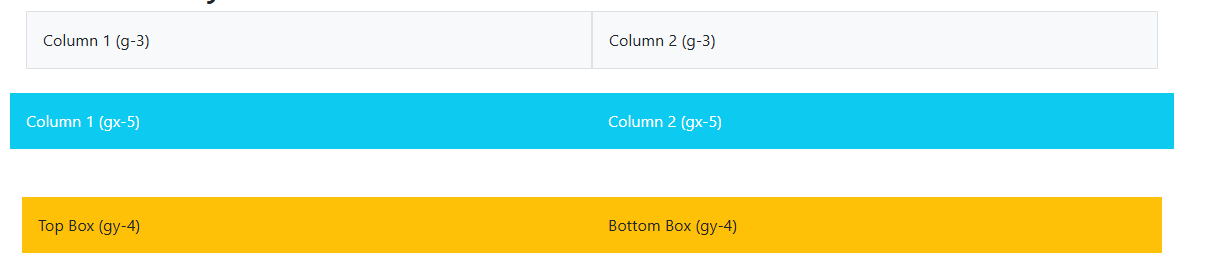 Column 1 (g-3)
Column 2 (g-3)
Column 1 (gx-5)
Column 2 (gx-5)
Top Box (gy-4)
Bottom Box (gy-4)